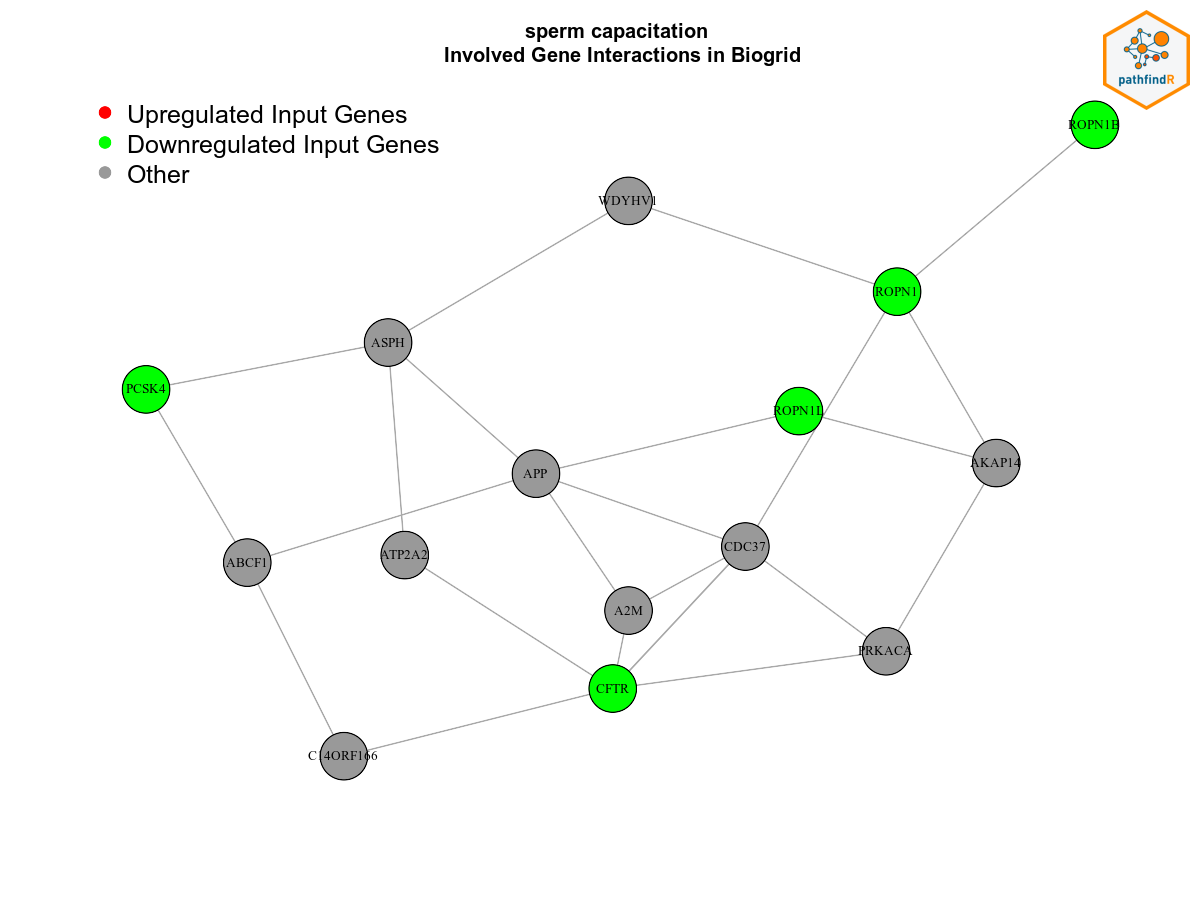 sperm capacitation
Involved Gene Interactions in Biogrid
pathfindR
Upregulated Input Genes
Downregulated Input Genes
Other
ROPN1B
WDYHV1
ROPN1
ASPH
PCSK4
ROPN1L
APP
AKAP14
CDC37
ATP2A2
ABCF1
A2M
PRKACA
CFTR
C14ORF166